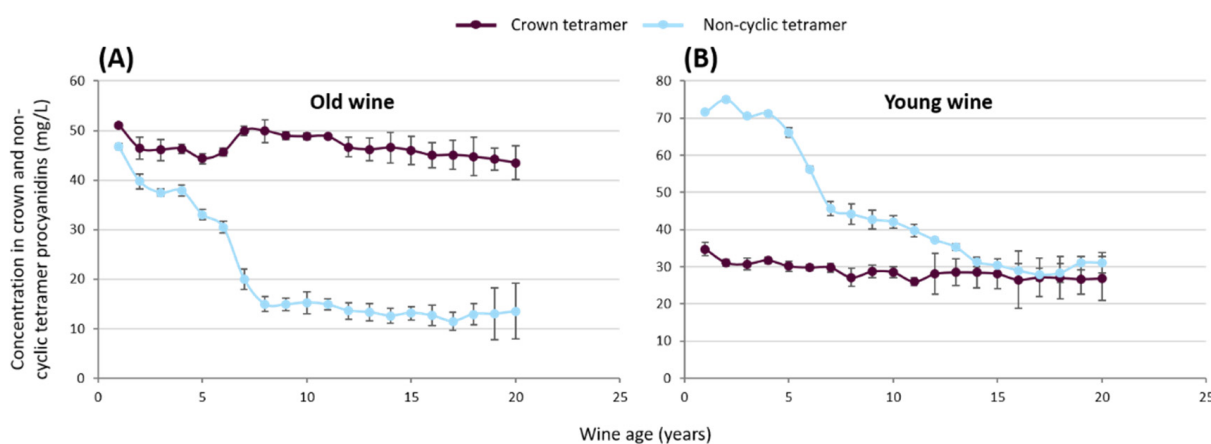 Crown tetramer Non-cyclic tetramer
(A) (B)
Old wine Young wine
Concentration in crown and non-
cyclic tetramer procyanidins (mg/L)
60
50
40
30
20
10
0
0 5 10 15 20 25
80
70
60
50
40
30
20
10
0
0 5 10 15 20 25
Wine age (years)